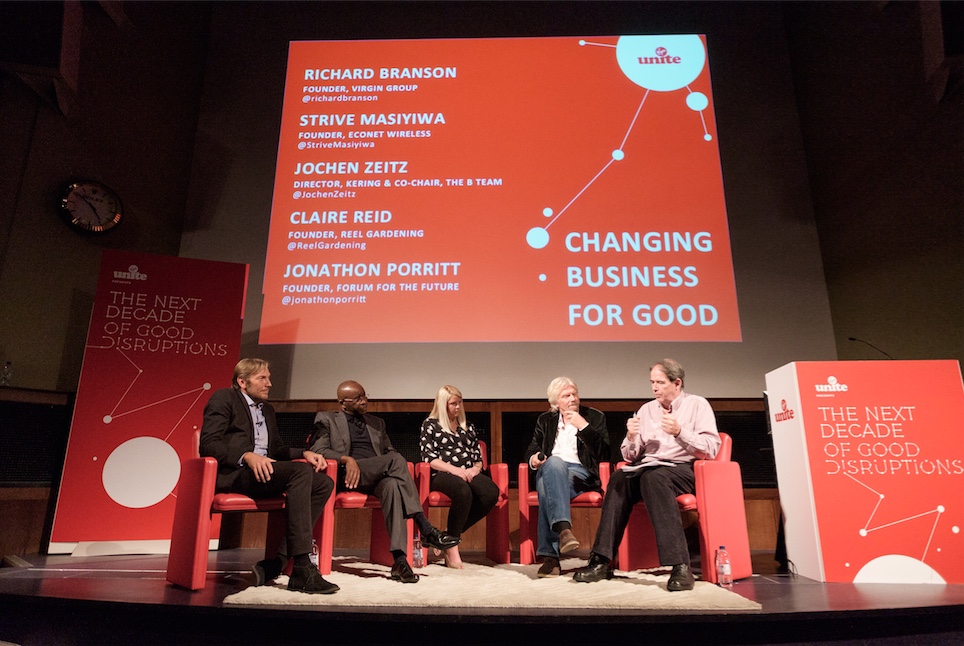 RICHARD BRANSON
FOUNDER, VIRGIN GROUP
@richardbranson
STRIVE MASIYIWA
FOUNDER, ECONET WIRELESS
@StriveMasiyiwa
JOCHEN ZEITZ
DIRECTOR, KERING & CO-CHAIR, THE B TEAM
@JochenZeitz
CLAIRE REID
FOUNDER, REEL GARDENING
@ReelGardening
JONATHON PORRITT
FOUNDER, FORUM FOR THE FUTURE
@jonathonporritt
Virgin
unite
CHANGING
BUSINESS
FOR GOOD
unite
THE NEXT
DECADE
OF GOOD
DISRUPTIONS
unite
unite
THE NEXT
DECADE
OF GOOD
DISRUPTIONS